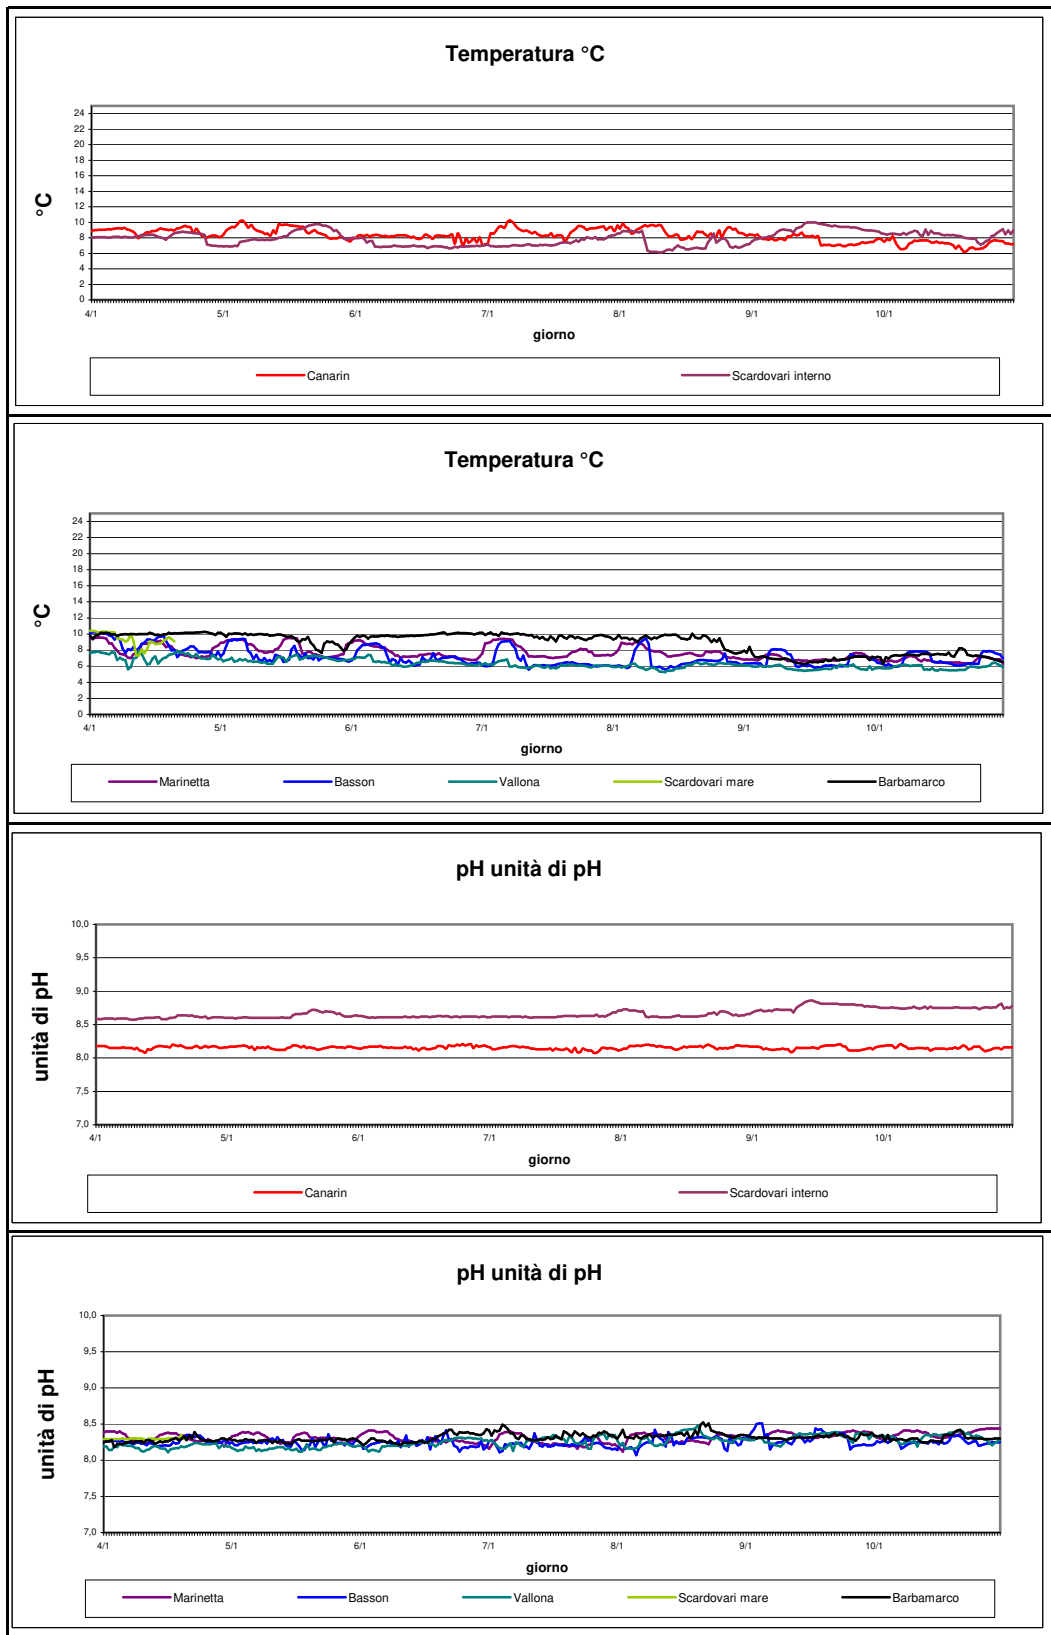 Temperatura °C
°C
24
22
20
18
16
14
12
10
8
6
4
2
0
4/1 5/1 6/1 7/1 8/1 9/1 10/1
giorno
Canarin Scardovari interno
Temperatura °C
°C
24
22
20
18
16
14
12
10
8
6
4
2
0
4/1 5/1 6/1 7/1 8/1 9/1 10/1
giorno
Marinetta Basson Vallona Scardovari mare Barbamarco
pH unità di pH
unità di pH
10,0
9,5
9,0
8,5
8,0
7,5
7,0
4/1 5/1 6/1 7/1 8/1 9/1 10/1
giorno
Canarin Scardovari interno
pH unità di pH
unità di pH
10,0
9,5
9,0
8,5
8,0
7,5
7,0
4/1 5/1 6/1 7/1 8/1 9/1 10/1
giorno
Marinetta Basson Vallona Scardovari mare Barbamarco